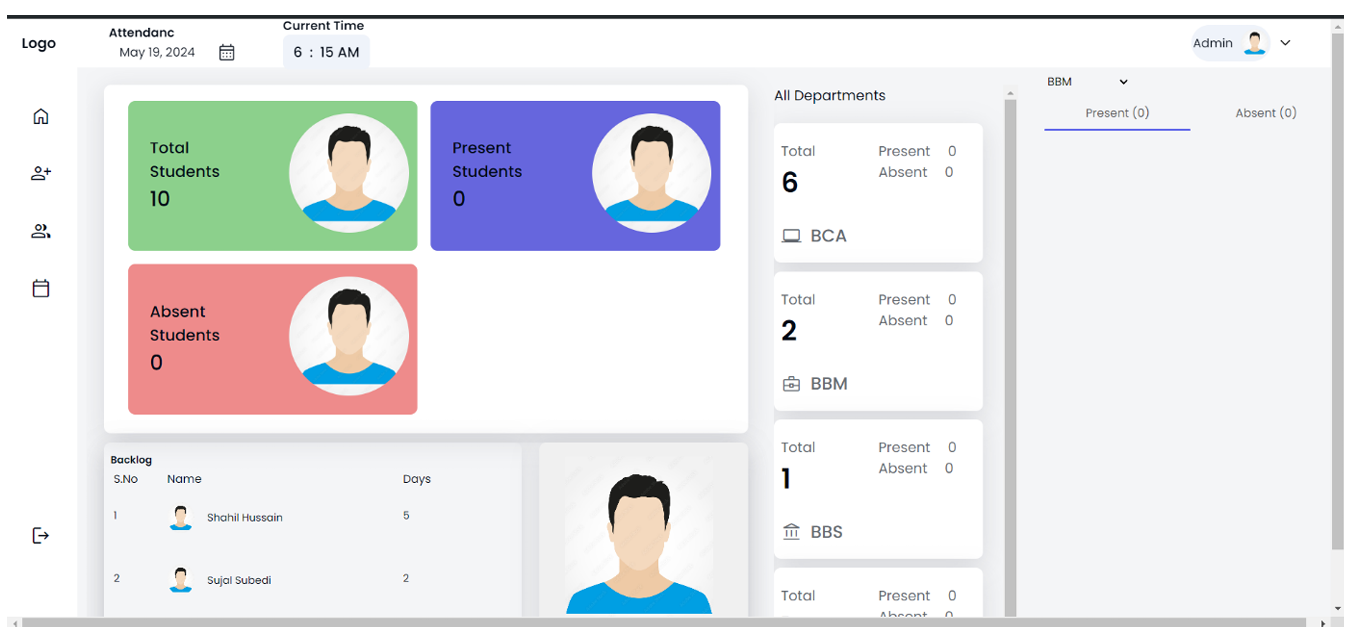 Logo
Attendanc
May 19, 2024
Current Time
6 : 15 AM
Admin
Total
Students
10
Present
Students
0
Absent
Students
0
Backlog
S.No Name Days
1 Shahil Hussain 5
2 Sujal Subedi 2
All Departments
Total Present 0
6 Absent 0
BCA
Total Present 0
2 Absent 0
BBM
Total Present 0
1 Absent 0
BBS
Total Present 0
Absent 0
BBM
Present (0) Absent (0)